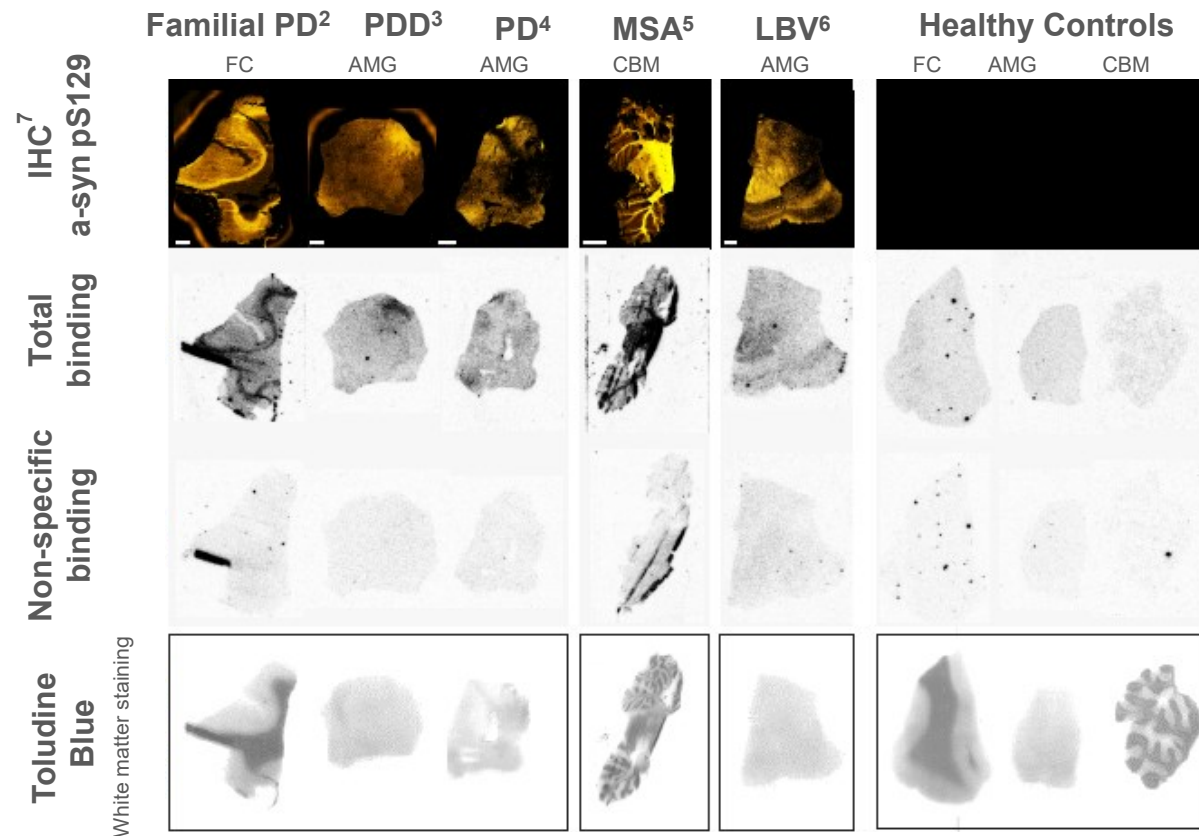 Familial PD² PDD³ PD⁴ MSA⁵ LBV⁶ Healthy Controls
FC AMG AMG CBM AMG FC AMG CBM
IHC⁷
a-syn pS129
Total
binding
Non-specific
binding
Toludine
Blue
White matter staining